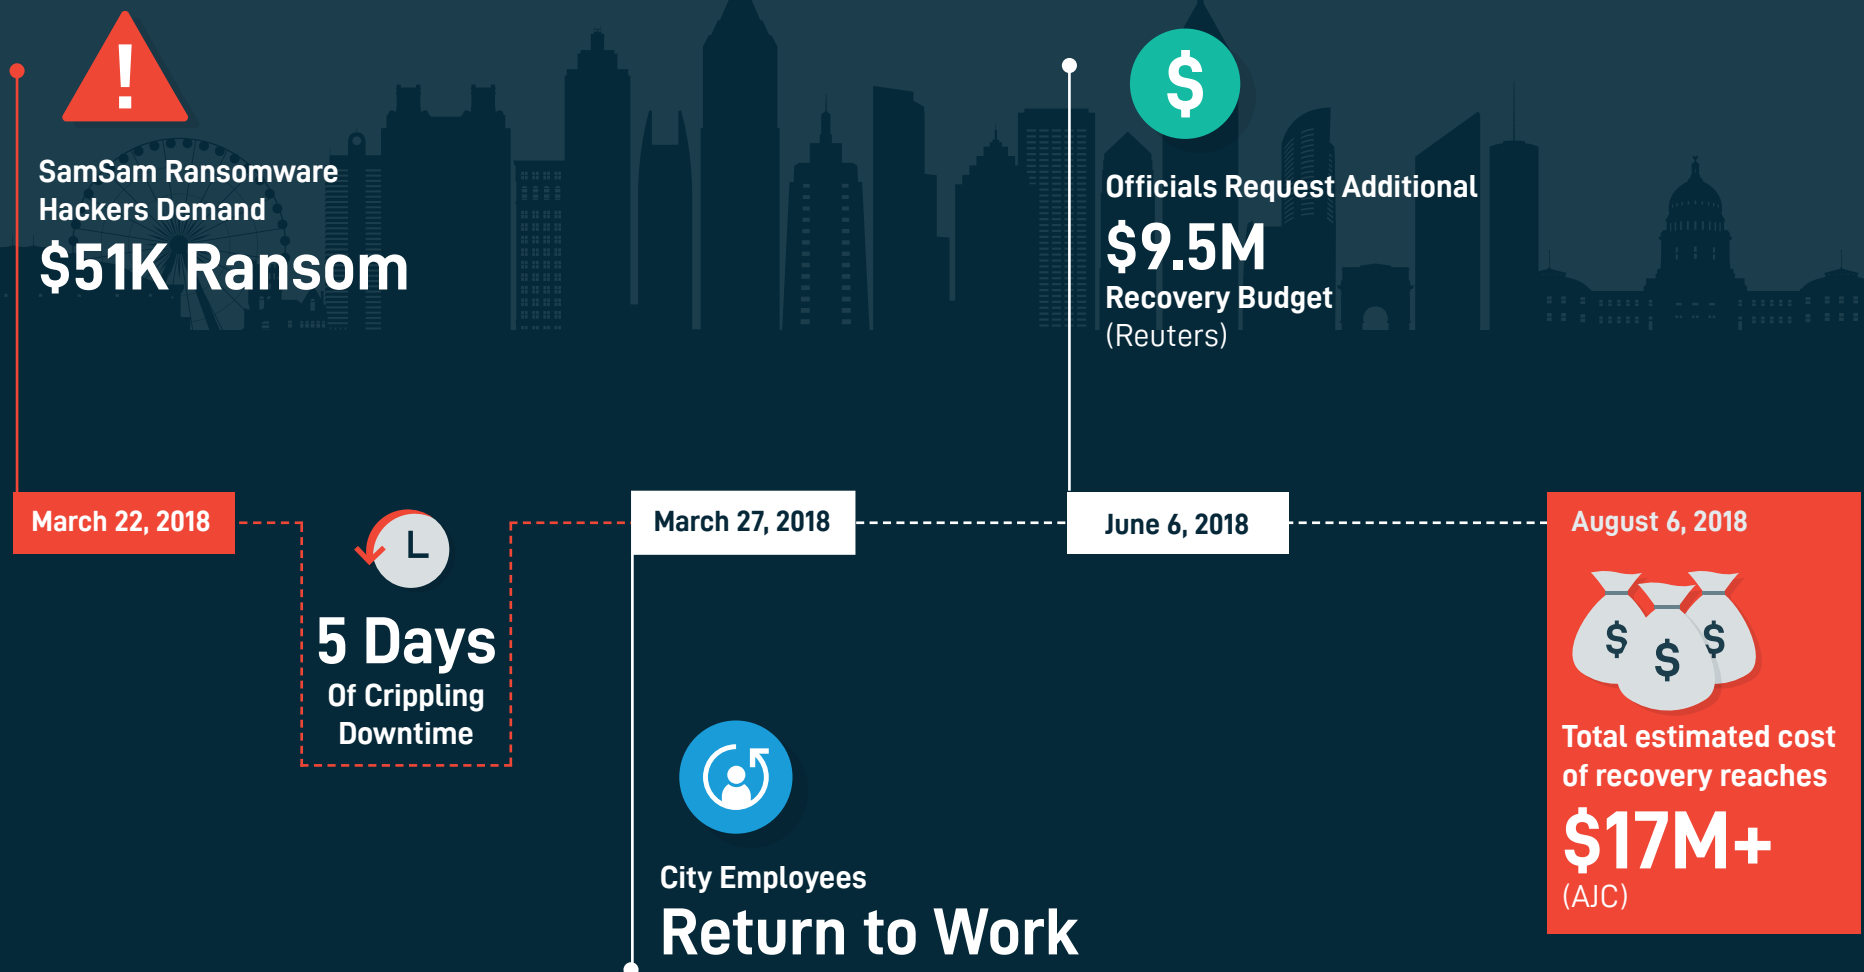 SamSam Ransomware
Hackers Demand
$51K Ransom
Officials Request Additional
$9.5M
Recovery Budget
(Reuters)
March 22, 2018
5 Days
Of Crippling
Downtime
March 27, 2018
City Employees
Return to Work
June 6, 2018
August 6, 2018
Total estimated cost
of recovery reaches
$17M+
(AJC)